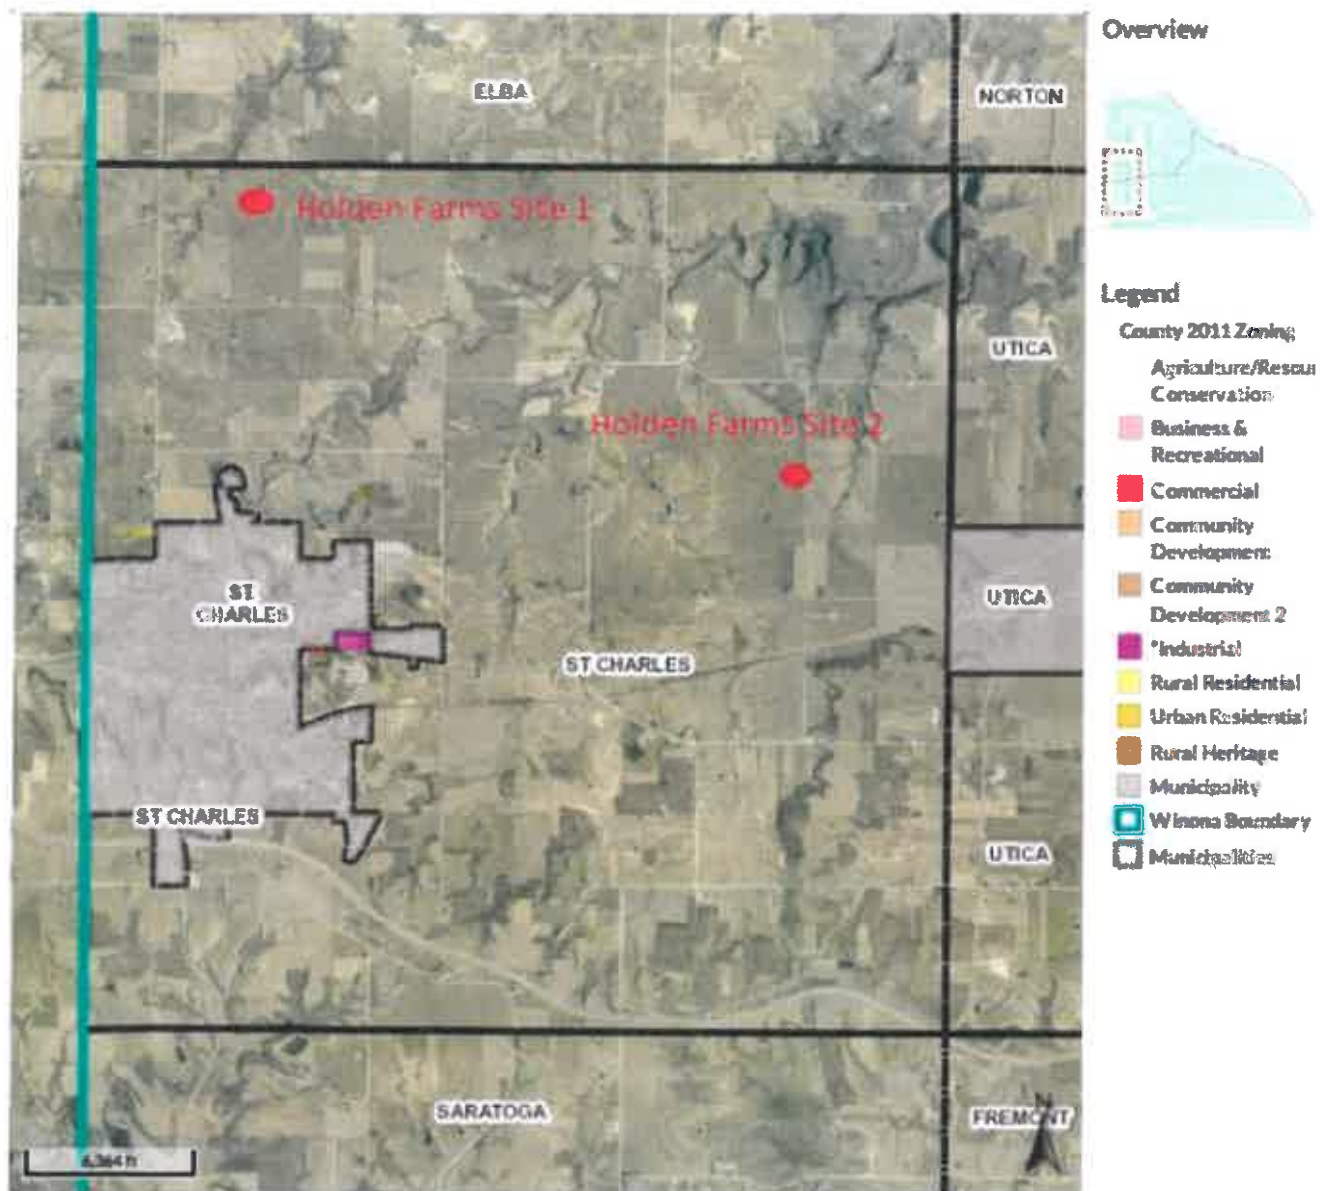 Overview
ELBA
NORTON
Holden Farms Site 1
Legend
County 2011 Zoning
UTICA
Agriculture/Resou
Conservation
Holden Farms Site 2
Business &
Recreational
Commercial
Community
Development
Community
Development 2
ST
CHARLES
UTICA
*Industrial
ST CHARLES
Rural Residential
Urban Residential
Rural Heritage
Municipality
ST CHARLES
Winona Boundary
UTICA
Municipalities
SARATOGA
FREMONT
N